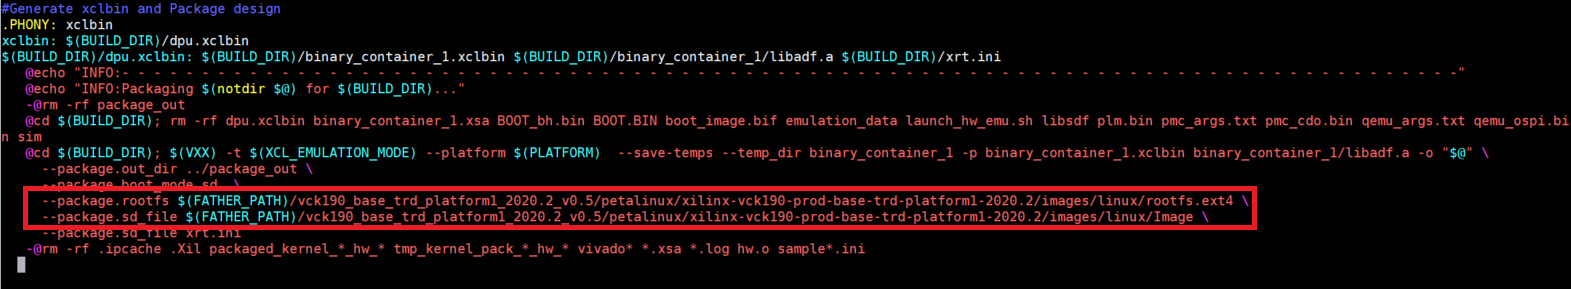 #Generate xclbin and Package design
.PHONY: xclbin
xclbin: $(BUILD_DIR)/dpu.xclbin
$(BUILD_DIR)/dpu.xclbin: $(BUILD_DIR)/binary_container_1.xclbin $(BUILD_DIR)/binary_container_1/libadf.a $(BUILD_DIR)/xrt.ini
@echo "INFO:- - - - - - - - - - - - - - - - - - - - - - - - - - - - - - - - - - - - - - - - - - - - - - - - - - - - - - - - - - - - - - - - - - - - - - - - - - - - - - - - - - - -"
@echo "INFO:Packaging $(notdir $@) for $(BUILD_DIR)..."
-@rm -rf package_out
@cd $(BUILD_DIR); rm -rf dpu.xclbin binary_container_1.xsa BOOT_bh.bin BOOT.BIN boot_image.bif emulation_data launch_hw_emu.sh libsdf plm.bin pmc_args.txt pmc_cdo.bin qemu_args.txt qemu_ospi.bi
n sim
@cd $(BUILD_DIR); $(VXX) -t $(XCL_EMULATION_MODE) --platform $(PLATFORM)  --save-temps --temp_dir binary_container_1 -p binary_container_1.xclbin binary_container_1/libadf.a -o "$@" \
--package.out_dir ../package_out \
--package.boot_mode sd  \
--package.rootfs $(FATHER_PATH)/vck190_base_trd_platform1_2020.2_v0.5/petalinux/xilinx-vck190-prod-base-trd-platform1-2020.2/images/linux/rootfs.ext4 \
--package.sd_file $(FATHER_PATH)/vck190_base_trd_platform1_2020.2_v0.5/petalinux/xilinx-vck190-prod-base-trd-platform1-2020.2/images/linux/Image \
--package.sd_file xrt.ini
-@rm -rf .ipcache .Xil packaged_kernel_*_hw_* tmp_kernel_pack_*_hw_* vivado* *.xsa *.log hw.o sample*.ini